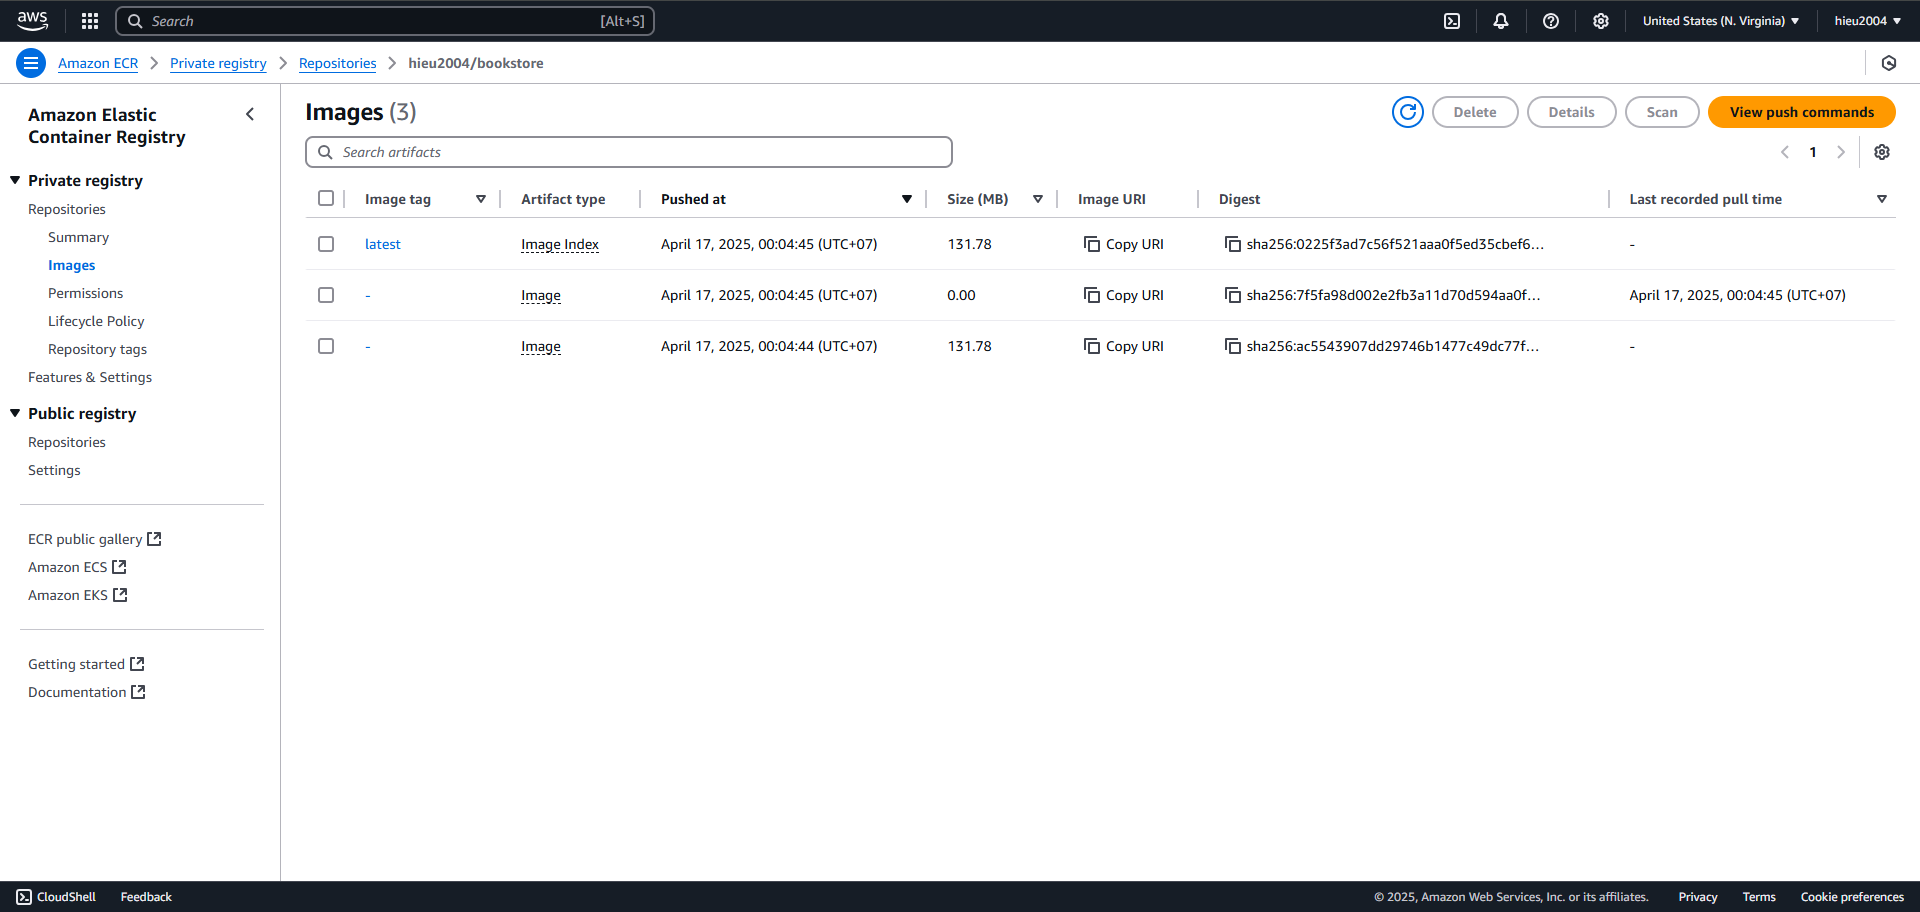 aws
Search [Alt+S]
United States (N. Virginia)
hieu2004
Amazon ECR
Private registry
Repositories
hieu2004/bookstore
Amazon Elastic
Container Registry
Private registry
Repositories
Summary
Images
Permissions
Lifecycle Policy
Repository tags
Features & Settings
Public registry
Repositories
Settings
ECR public gallery
Amazon ECS
Amazon EKS
Getting started
Documentation
Images (3)
Delete
Details
Scan
View push commands
Search artifacts
1
Image tag Artifact type Pushed at Size (MB) Image URI Digest Last recorded pull time
latest Image Index April 17, 2025, 00:04:45 (UTC+07) 131.78 Copy URI sha256:0225f3ad7c56f521aaa0f5ed35cbef6... -
- Image April 17, 2025, 00:04:45 (UTC+07) 0.00 Copy URI sha256:7f5fa98d002e2fb3a11d70d594aa0f... April 17, 2025, 00:04:45 (UTC+07)
- Image April 17, 2025, 00:04:44 (UTC+07) 131.78 Copy URI sha256:ac5543907dd29746b1477c49dc77f... -
CloudShell
Feedback
© 2025, Amazon Web Services, Inc. or its affiliates.
Privacy
Terms
Cookie preferences